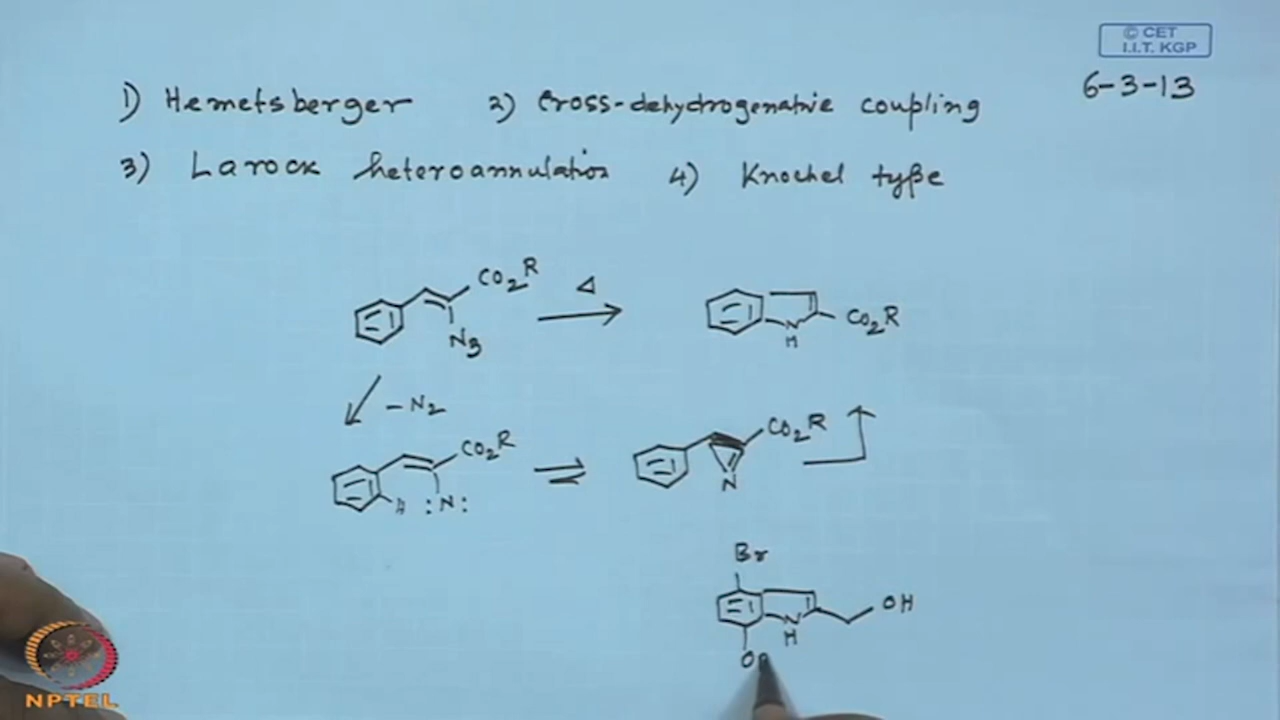 © CET
I.I.T. KGP
6-3-13
1) Hemetsberger 2) Cross-dehydrogenative coupling
3) Larock heteroannulation 4) Knochel type
CO2R
N3
Δ
N
H
CO2R
-N2
CO2R
H :N:
CO2R
N
Br
OH
N
H
NPTEL